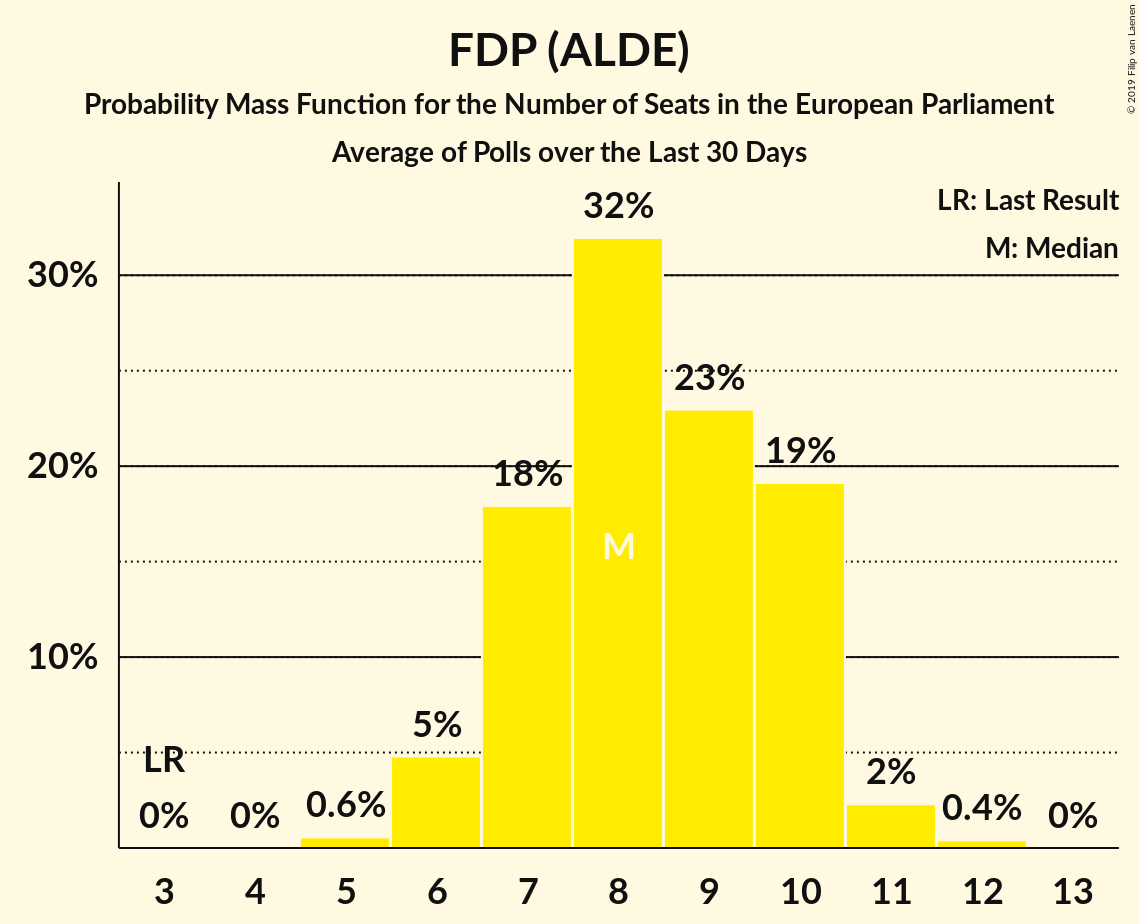 FDP (ALDE)
Probability Mass Function for the Number of Seats in the European Parliament
Average of Polls over the Last 30 Days
© 2019 Filip van Laenen
LR: Last Result
M: Median
30%
20%
10%
LR
0%
0%
0.6%
5%
18%
32%
M
23%
19%
2%
0.4%
0%
3 4 5 6 7 8 9 10 11 12 13